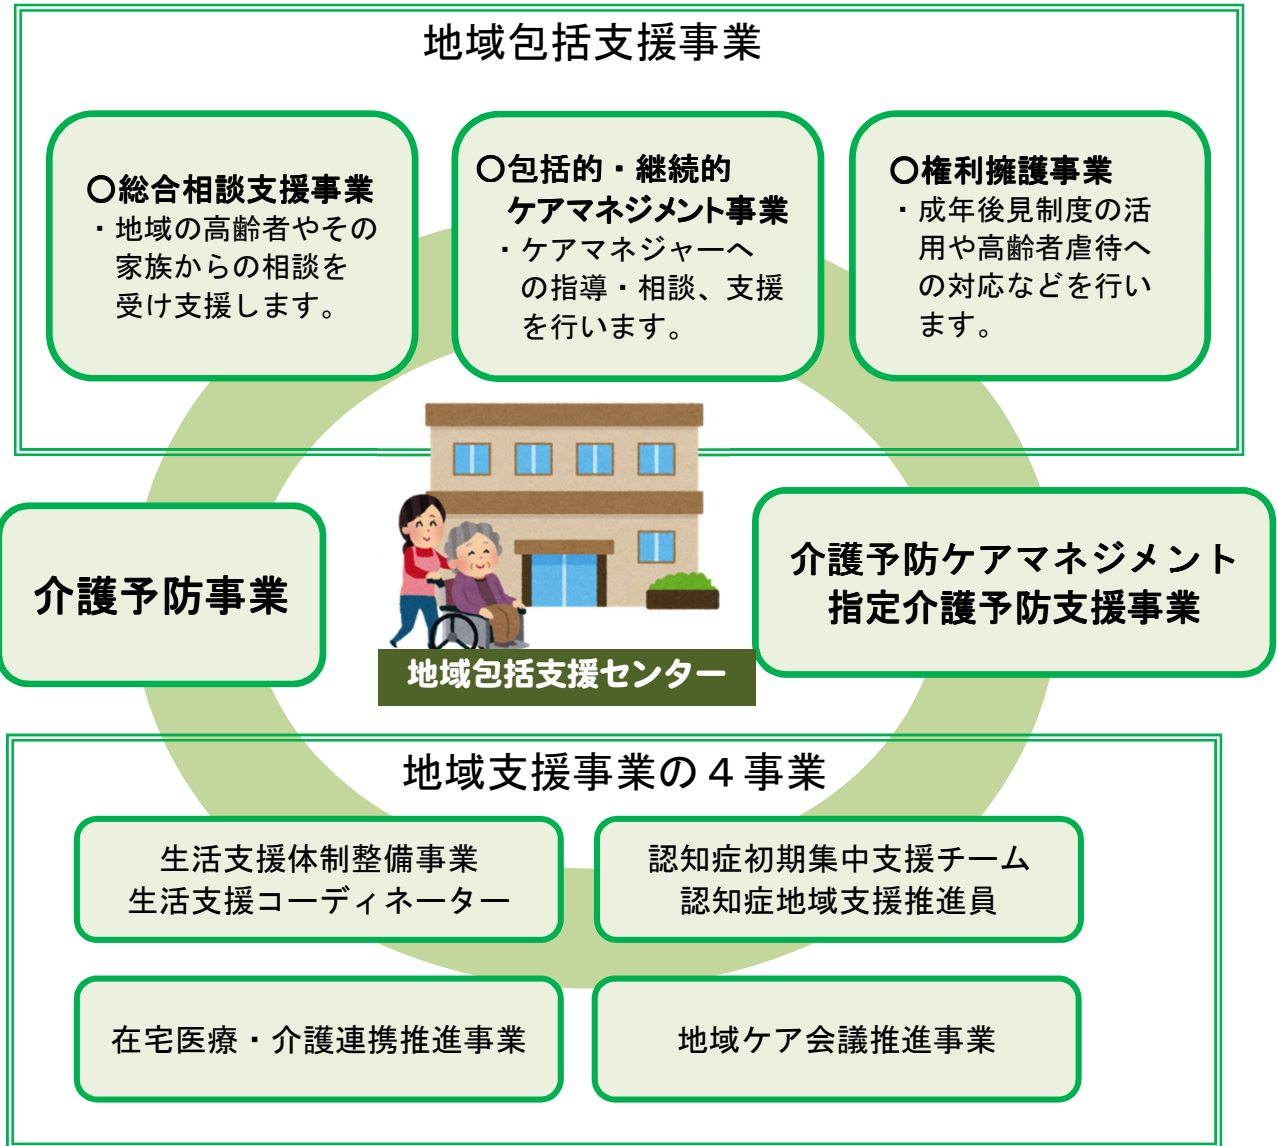 地域包括支援事業
〇総合相談支援事業
・地域の高齢者やその
家族からの相談を
受け支援します。
〇包括的・継続的
ケアマネジメント事業
・ケアマネジャーへ
の指導・相談、支援
を行います。
〇権利擁護事業
・成年後見制度の活
用や高齢者虐待へ
の対応などを行い
ます。
介護予防事業
地域包括支援センター
介護予防ケアマネジメント
指定介護予防支援事業
地域支援事業の４事業
生活支援体制整備事業
生活支援コーディネーター
認知症初期集中支援チーム
認知症地域支援推進員
在宅医療・介護連携推進事業
地域ケア会議推進事業